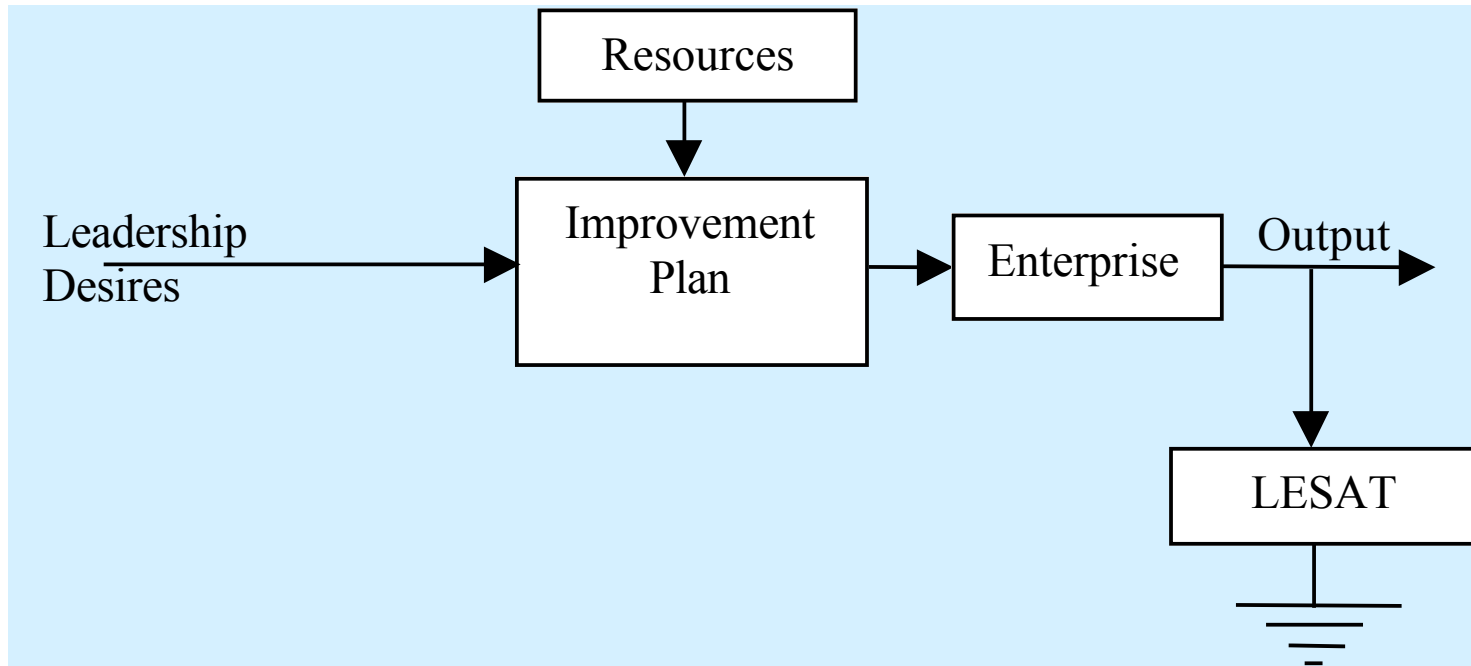 Resources
Leadership
Desires
Improvement
Plan
Enterprise
Output
LESAT